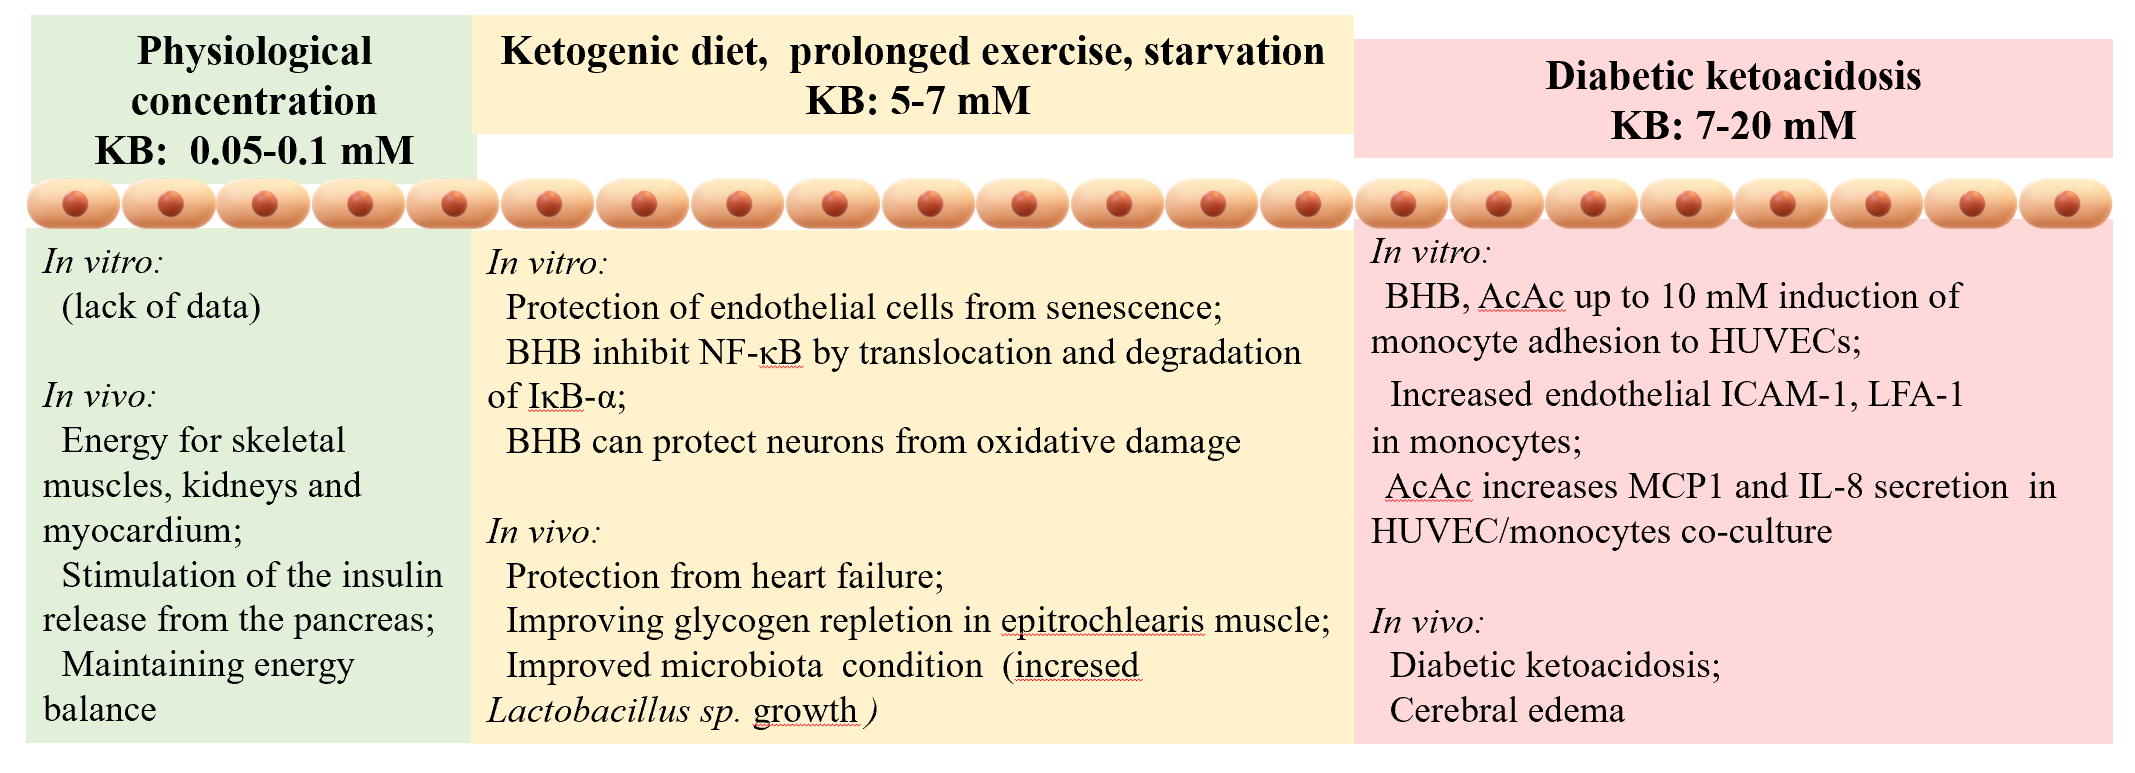 Physiological
concentration
KB: 0.05-0.1 mM
Ketogenic diet, prolonged exercise, starvation
KB: 5-7 mM
Diabetic ketoacidosis
KB: 7-20 mM
In vitro:
(lack of data)
In vivo:
Energy for skeletal
muscles, kidneys and
myocardium;
Stimulation of the insulin
release from the pancreas;
Maintaining energy
balance
In vitro:
Protection of endothelial cells from senescence;
BHB inhibit NF-κB by translocation and degradation
of IκB-α;
BHB can protect neurons from oxidative damage
In vivo:
Protection from heart failure;
Improving glycogen repletion in epitrochlearis muscle;
Improved microbiota condition (incresed
Lactobacillus sp. growth )
In vitro:
BHB, AcAc up to 10 mM induction of
monocyte adhesion to HUVECs;
Increased endothelial ICAM-1, LFA-1
in monocytes;
AcAc increases MCP1 and IL-8 secretion in
HUVEC/monocytes co-culture
In vivo:
Diabetic ketoacidosis;
Cerebral edema